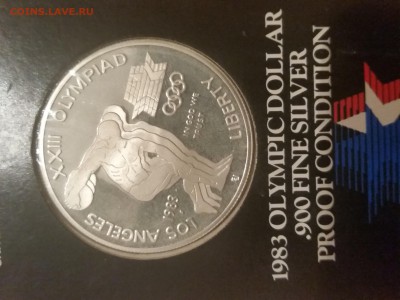 COINS.LAVE.RU
LOS ANGELES XXIII OLYMPIAD
LIBERTY
IN GOD WE
TRUST
1983
S
1983 OLYMPIC DOLLAR
.900 FINE SILVER
PROOF CONDITION